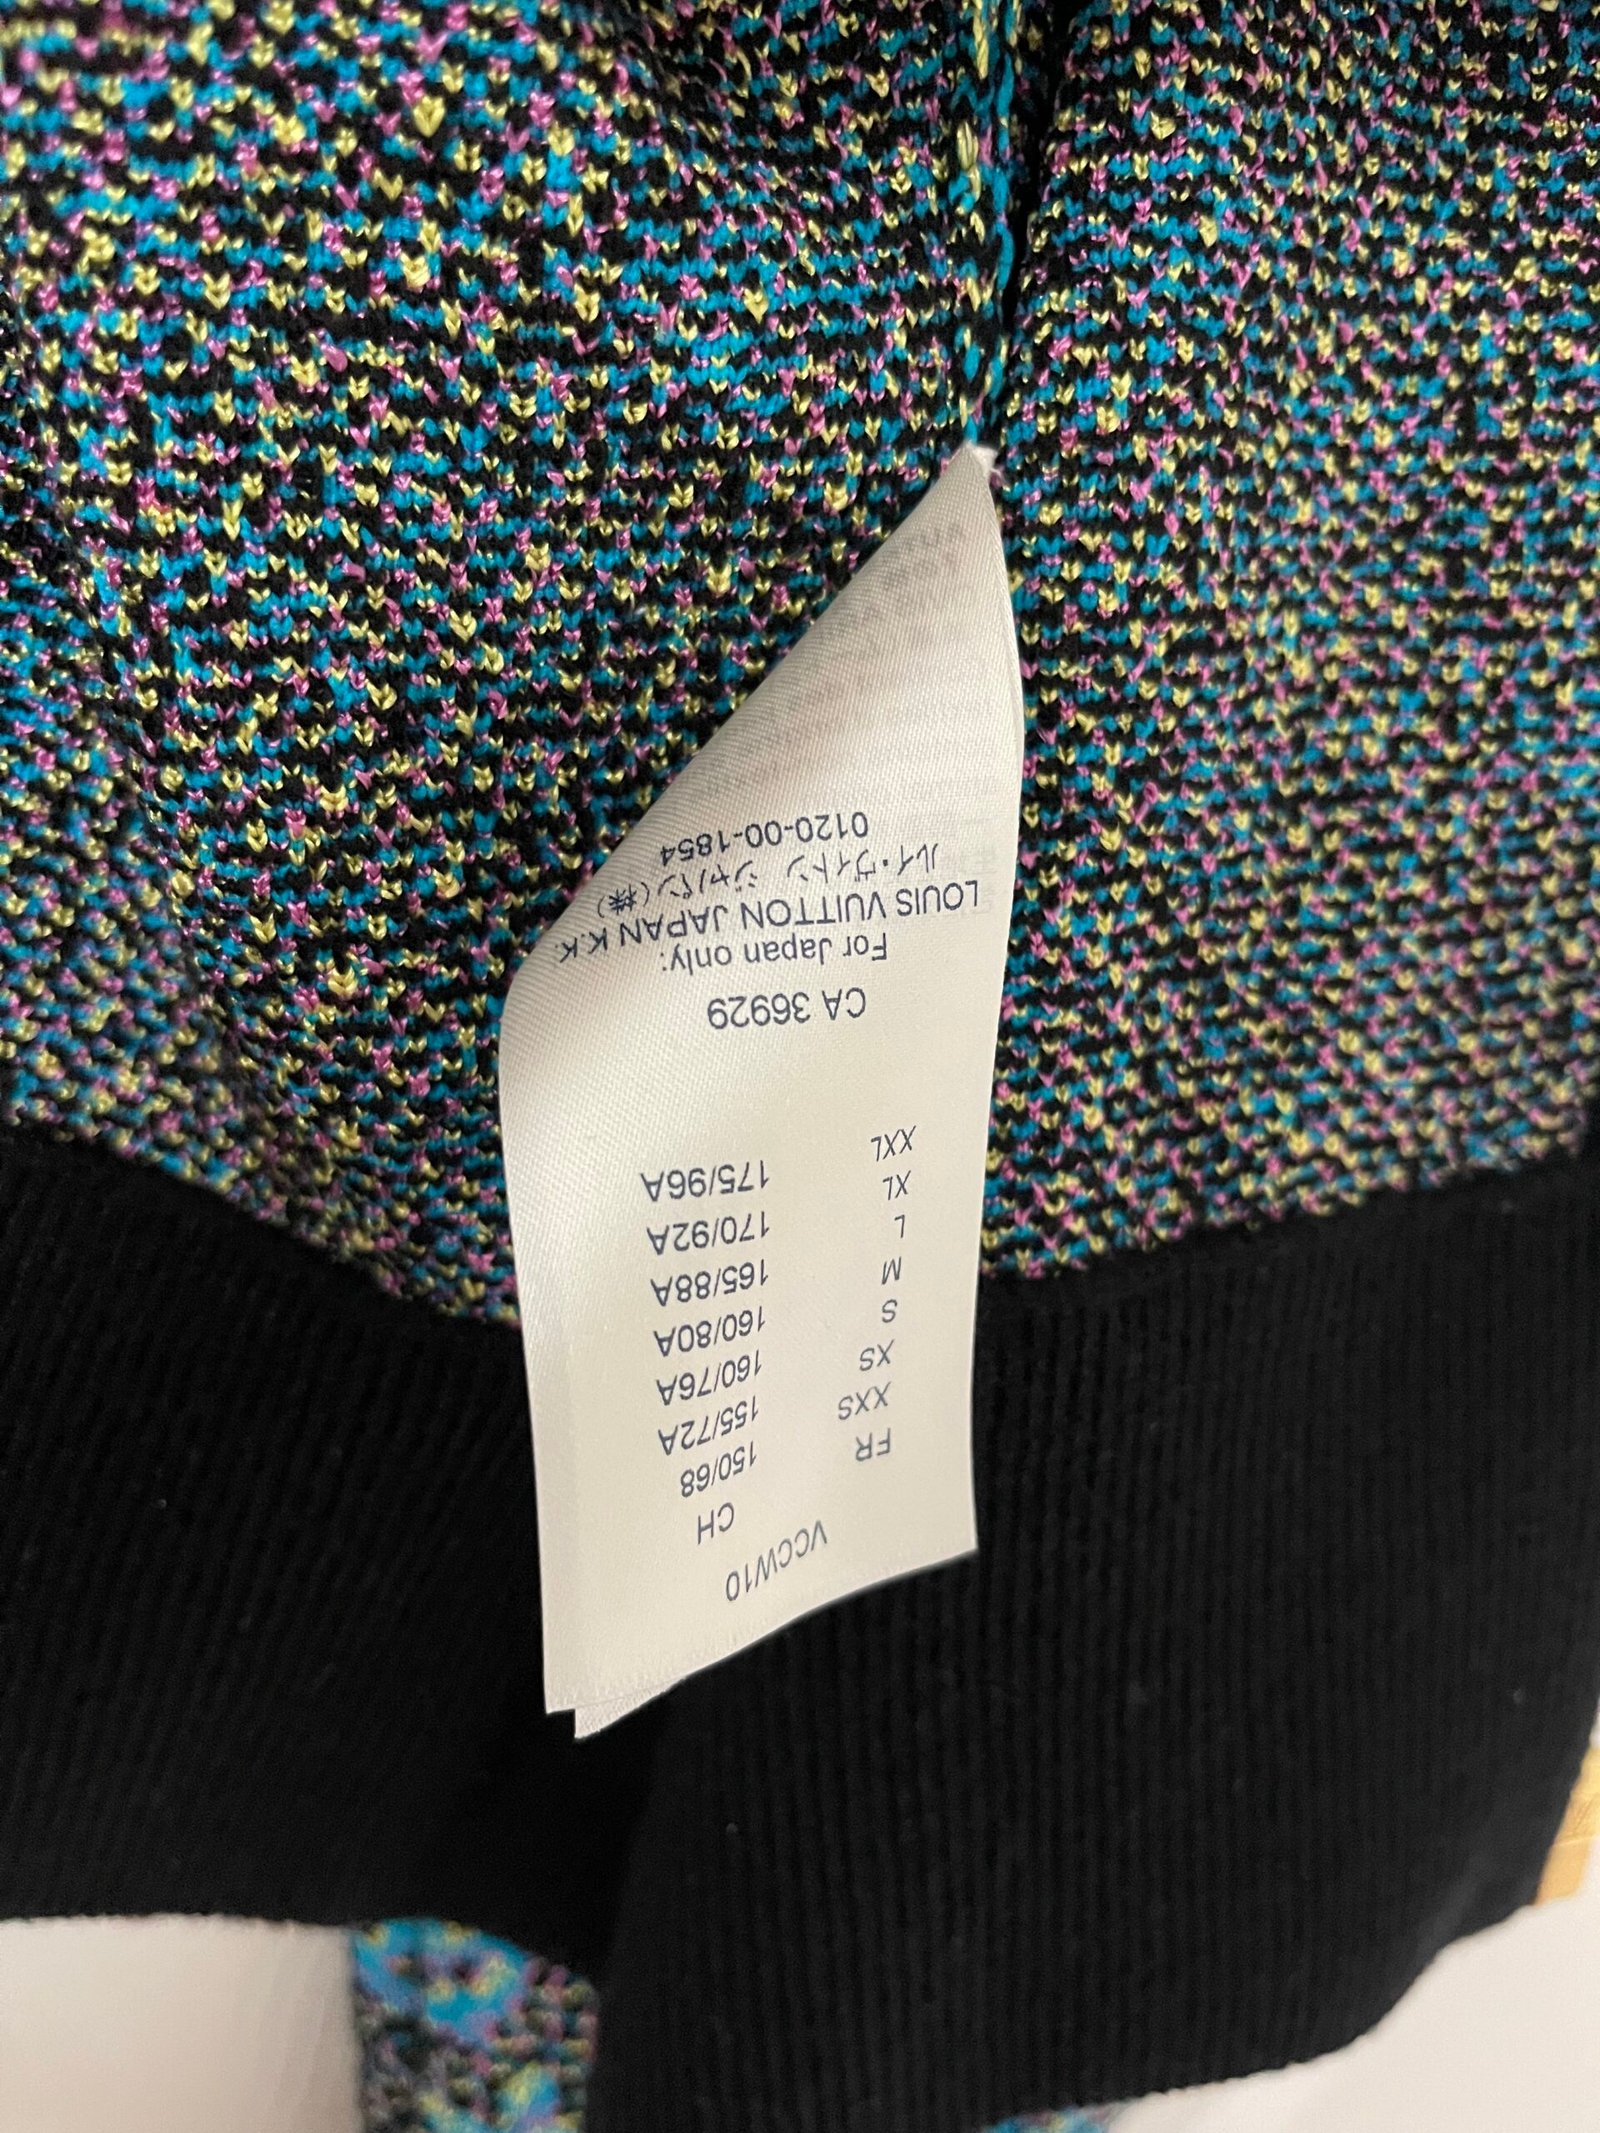 VCCW10
FR CH
XXS 150/68
XS 155/72A
S 160/76A
M 160/80A
L 165/88A
XL 170/92A
XXL 175/96A
CA 36929
For Japan only:
LOUIS VUITTON JAPAN K.K.
ルイ・ヴィトン ジャパン(株)
0120-00-1854